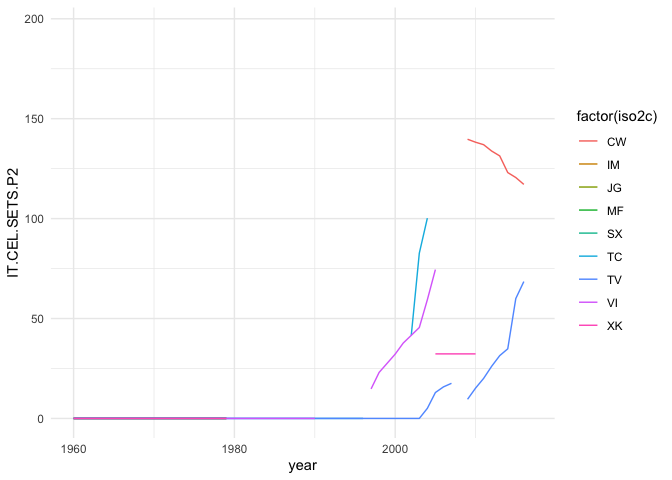 200
150
100
50
0
IT.CEL.SETS.P2
1960
1980
2000
year
factor(iso2c)
CW
IM
JG
MF
SX
TC
TV
VI
XK